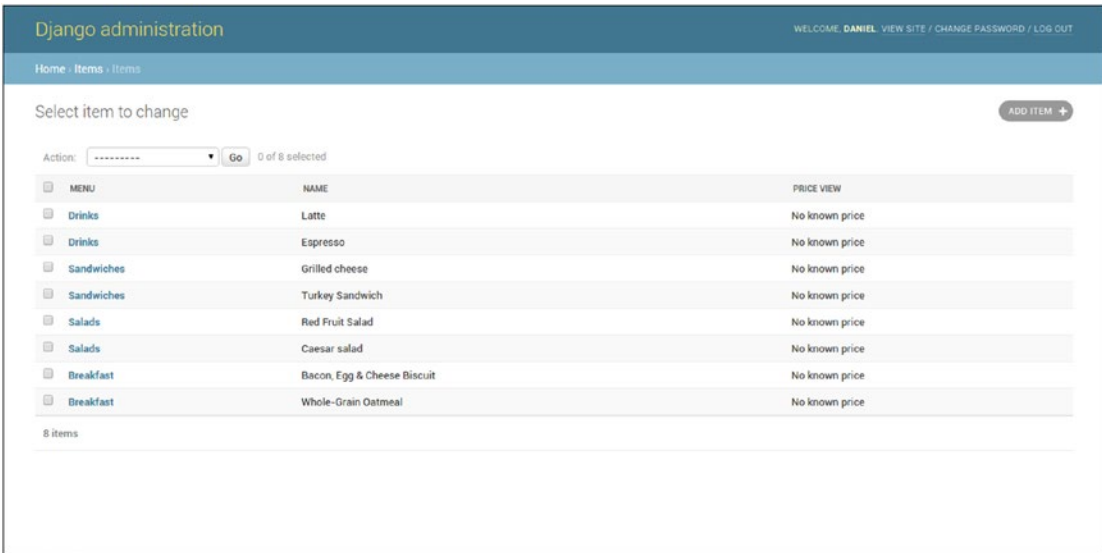 Django administration
WELCOME, DANIEL. VIEW SITE / CHANGE PASSWORD / LOG OUT
Home › Items › Items
Select item to change
ADD ITEM +
Action: --------- Go 0 of 8 selected
MENU NAME PRICE VIEW
Drinks Latte No known price
Drinks Espresso No known price
Sandwiches Grilled cheese No known price
Sandwiches Turkey Sandwich No known price
Salads Red Fruit Salad No known price
Salads Caesar salad No known price
Breakfast Bacon, Egg & Cheese Biscuit No known price
Breakfast Whole-Grain Oatmeal No known price
8 items